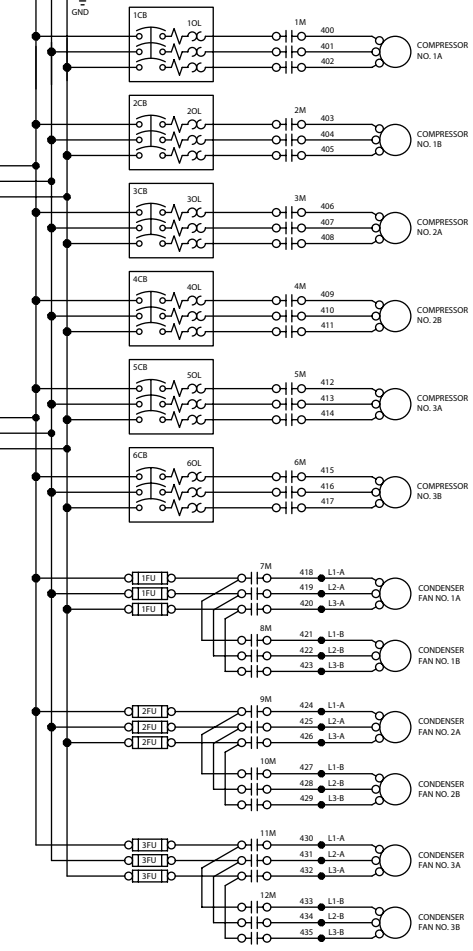 GND
1CB 1OL 1M 400
401 COMPRESSOR
402 NO. 1A
2CB 2OL 2M 403
404 COMPRESSOR
405 NO. 1B
3CB 3OL 3M 406
407 COMPRESSOR
408 NO. 2A
4CB 4OL 4M 409
410 COMPRESSOR
411 NO. 2B
5CB 5OL 5M 412
413 COMPRESSOR
414 NO. 3A
6CB 6OL 6M 415
416 COMPRESSOR
417 NO. 3B
7M
1FU 418 L1-A
1FU 419 L2-A CONDENSER
1FU 420 L3-A FAN NO. 1A
8M
421 L1-B
422 L2-B CONDENSER
423 L3-B FAN NO. 1B
9M
2FU 424 L1-A
2FU 425 L2-A CONDENSER
2FU 426 L3-A FAN NO. 2A
10M
427 L1-B
428 L2-B CONDENSER
429 L3-B FAN NO. 2B
11M
3FU 430 L1-A
3FU 431 L2-A CONDENSER
3FU 432 L3-A FAN NO. 3A
12M
433 L1-B
434 L2-B CONDENSER
435 L3-B FAN NO. 3B